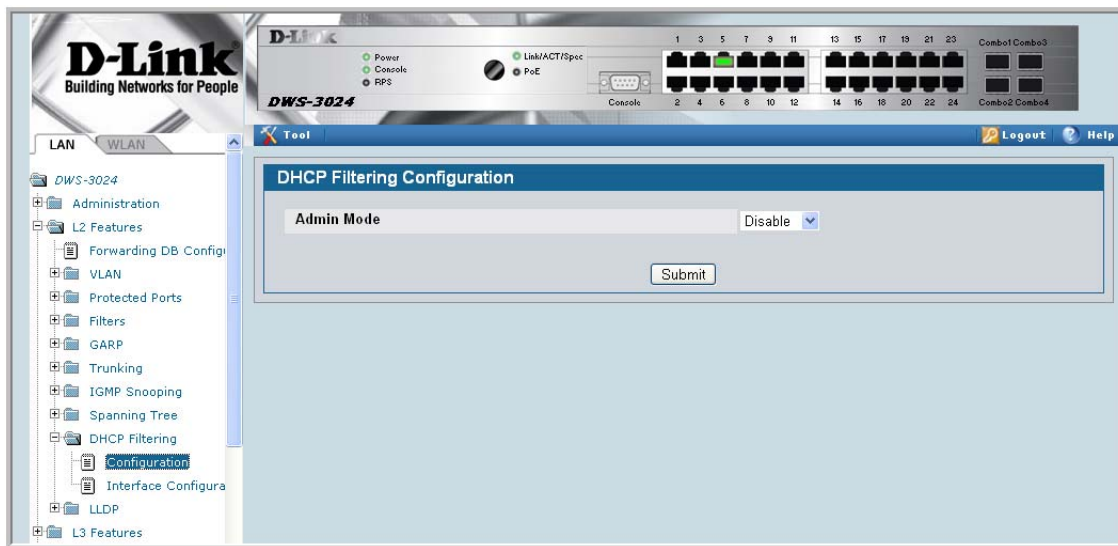 D-Link
Building Networks for People
D-Link
Power
Console
RPS
Link/ACT/Spee
PoE
DWS-3024
Console
1 3 5 7 9 11 13 15 17 19 21 23
2 4 6 8 10 12 14 16 18 20 22 24
Combo1 Combo3
Combo2 Combo4
LAN
WLAN
Tool
Logout
Help
DWS-3024
Administration
L2 Features
Forwarding DB Config
VLAN
Protected Ports
Filters
GARP
Trunking
IGMP Snooping
Spanning Tree
DHCP Filtering
Configuration
Interface Configura
LLDP
L3 Features
DHCP Filtering Configuration
Admin Mode
Disable
Submit